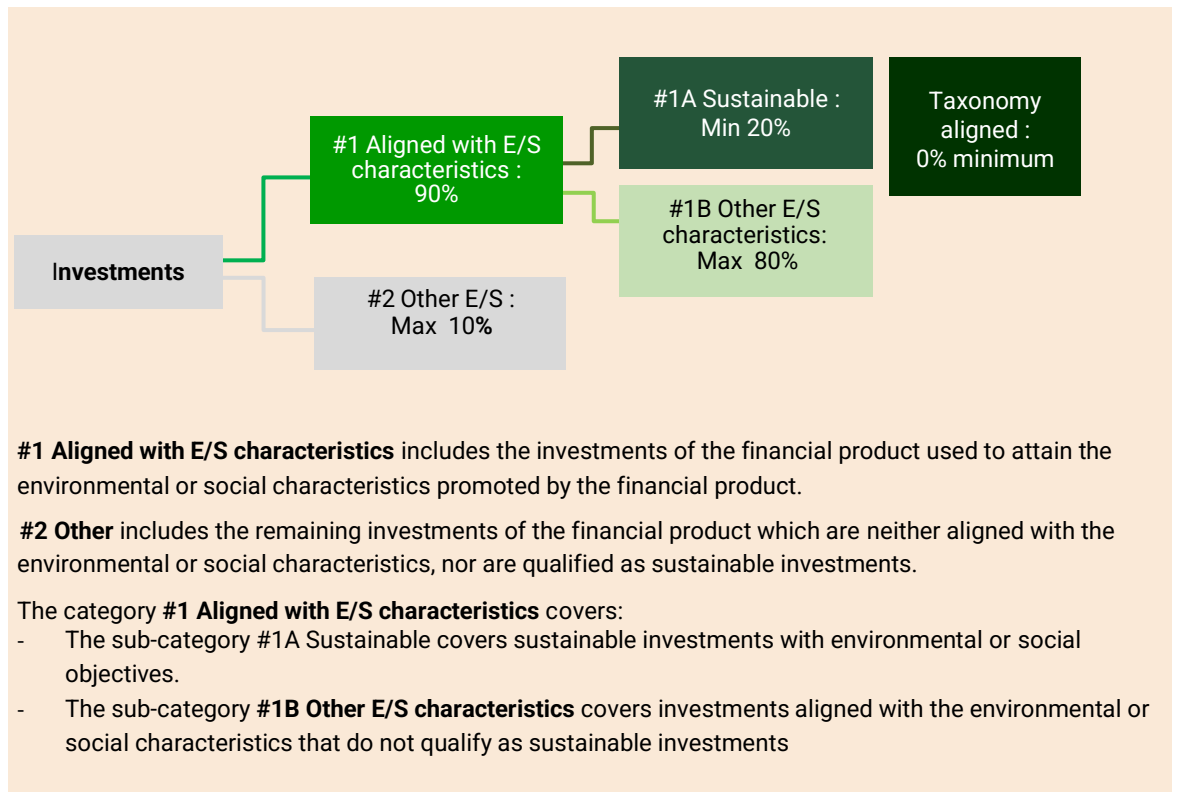 #1A Sustainable :
Min 20%
Taxonomy
aligned :
0% minimum
#1 Aligned with E/S
characteristics :
90%
#1B Other E/S
characteristics:
Max 80%
Investments
#2 Other E/S :
Max 10%
#1 Aligned with E/S characteristics includes the investments of the financial product used to attain the
environmental or social characteristics promoted by the financial product.
#2 Other includes the remaining investments of the financial product which are neither aligned with the
environmental or social characteristics, nor are qualified as sustainable investments.
The category #1 Aligned with E/S characteristics covers:
- The sub-category #1A Sustainable covers sustainable investments with environmental or social
objectives.
- The sub-category #1B Other E/S characteristics covers investments aligned with the environmental or
social characteristics that do not qualify as sustainable investments